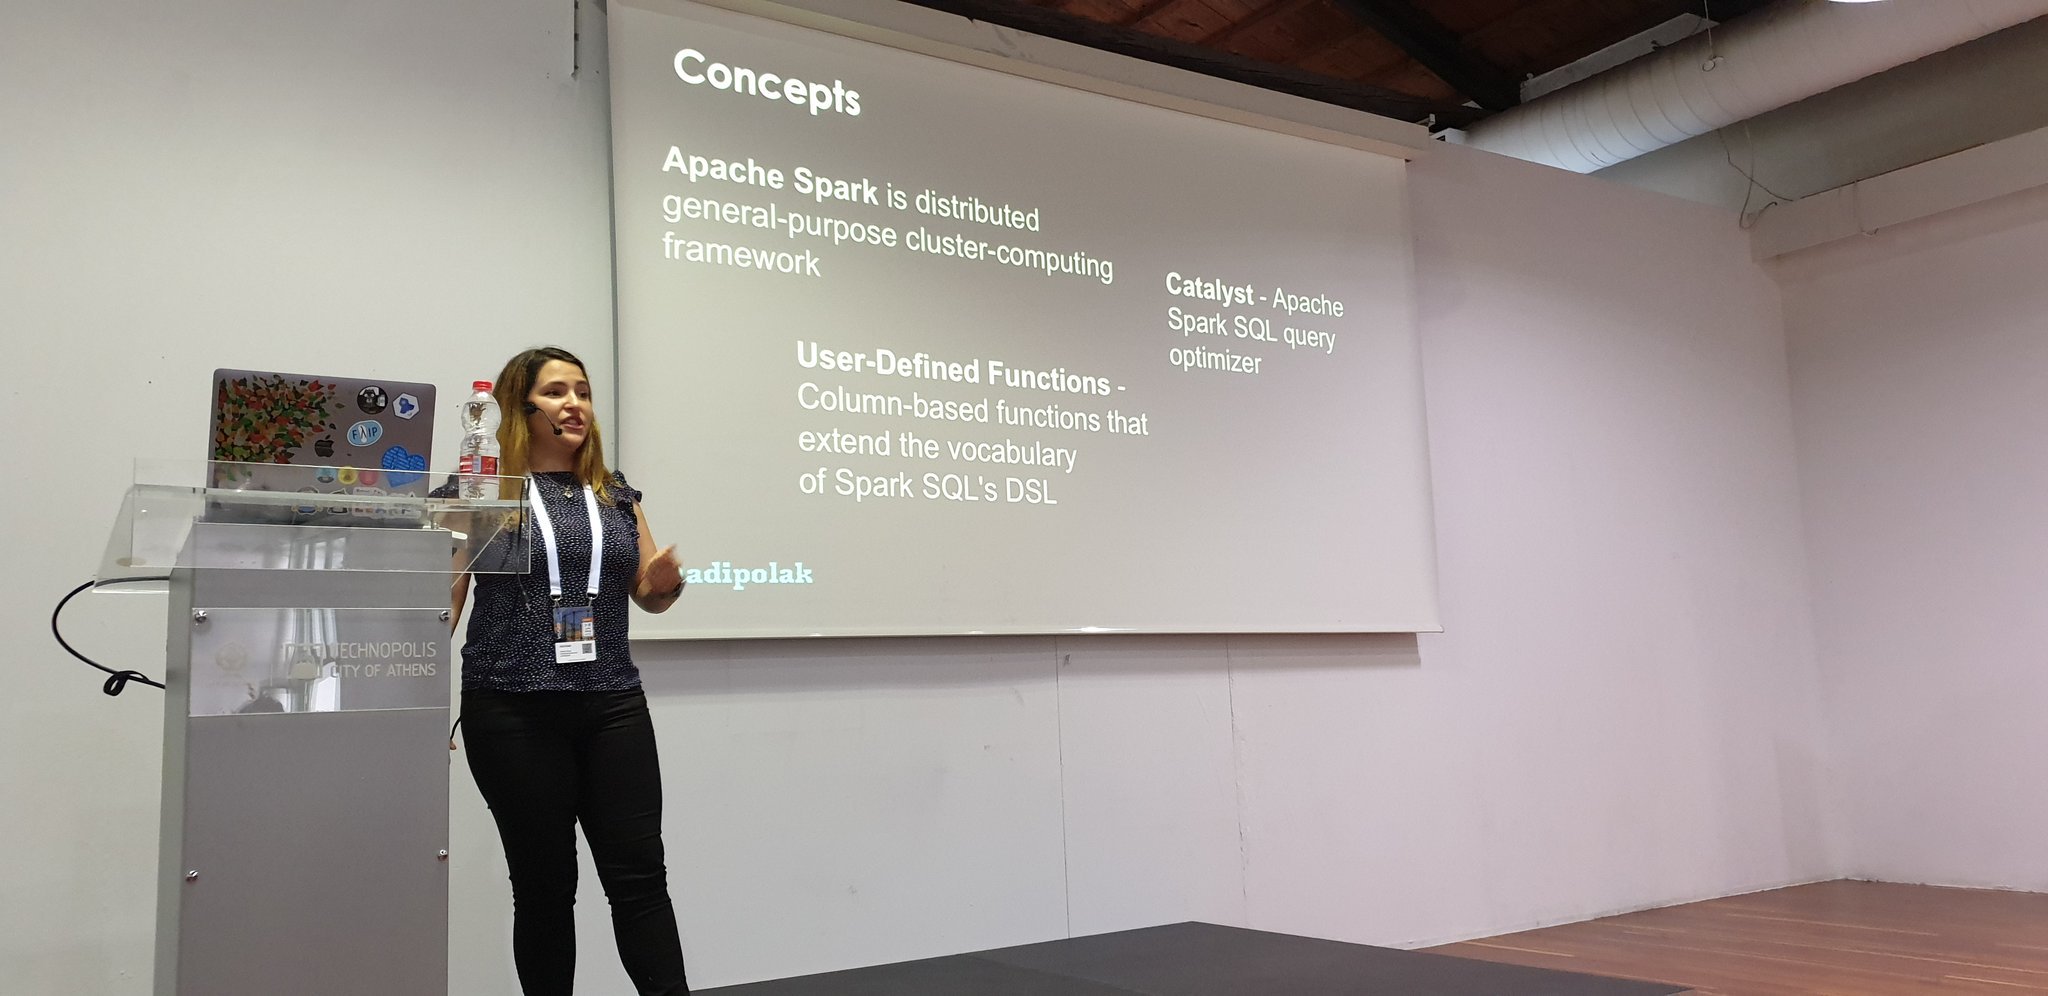 Concepts
Apache Spark is distributed
general-purpose cluster-computing
framework
Catalyst - Apache
Spark SQL query
optimizer
User-Defined Functions -
Column-based functions that
extend the vocabulary
of Spark SQL's DSL
adipolak
TECHNOPOLIS
CITY OF ATHENS